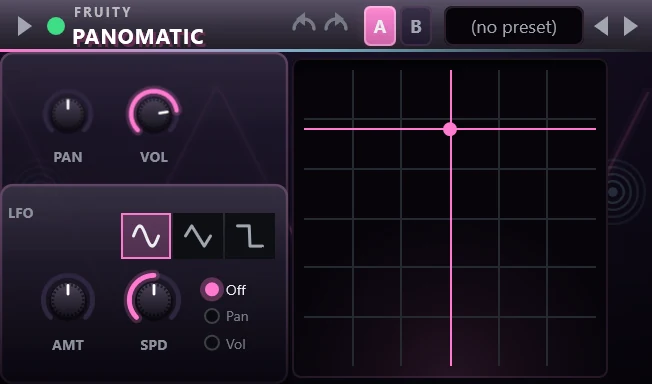 FRUITY
PANOMATIC
A B (no preset)
PAN VOL
LFO
Off
Pan
Vol
AMT SPD